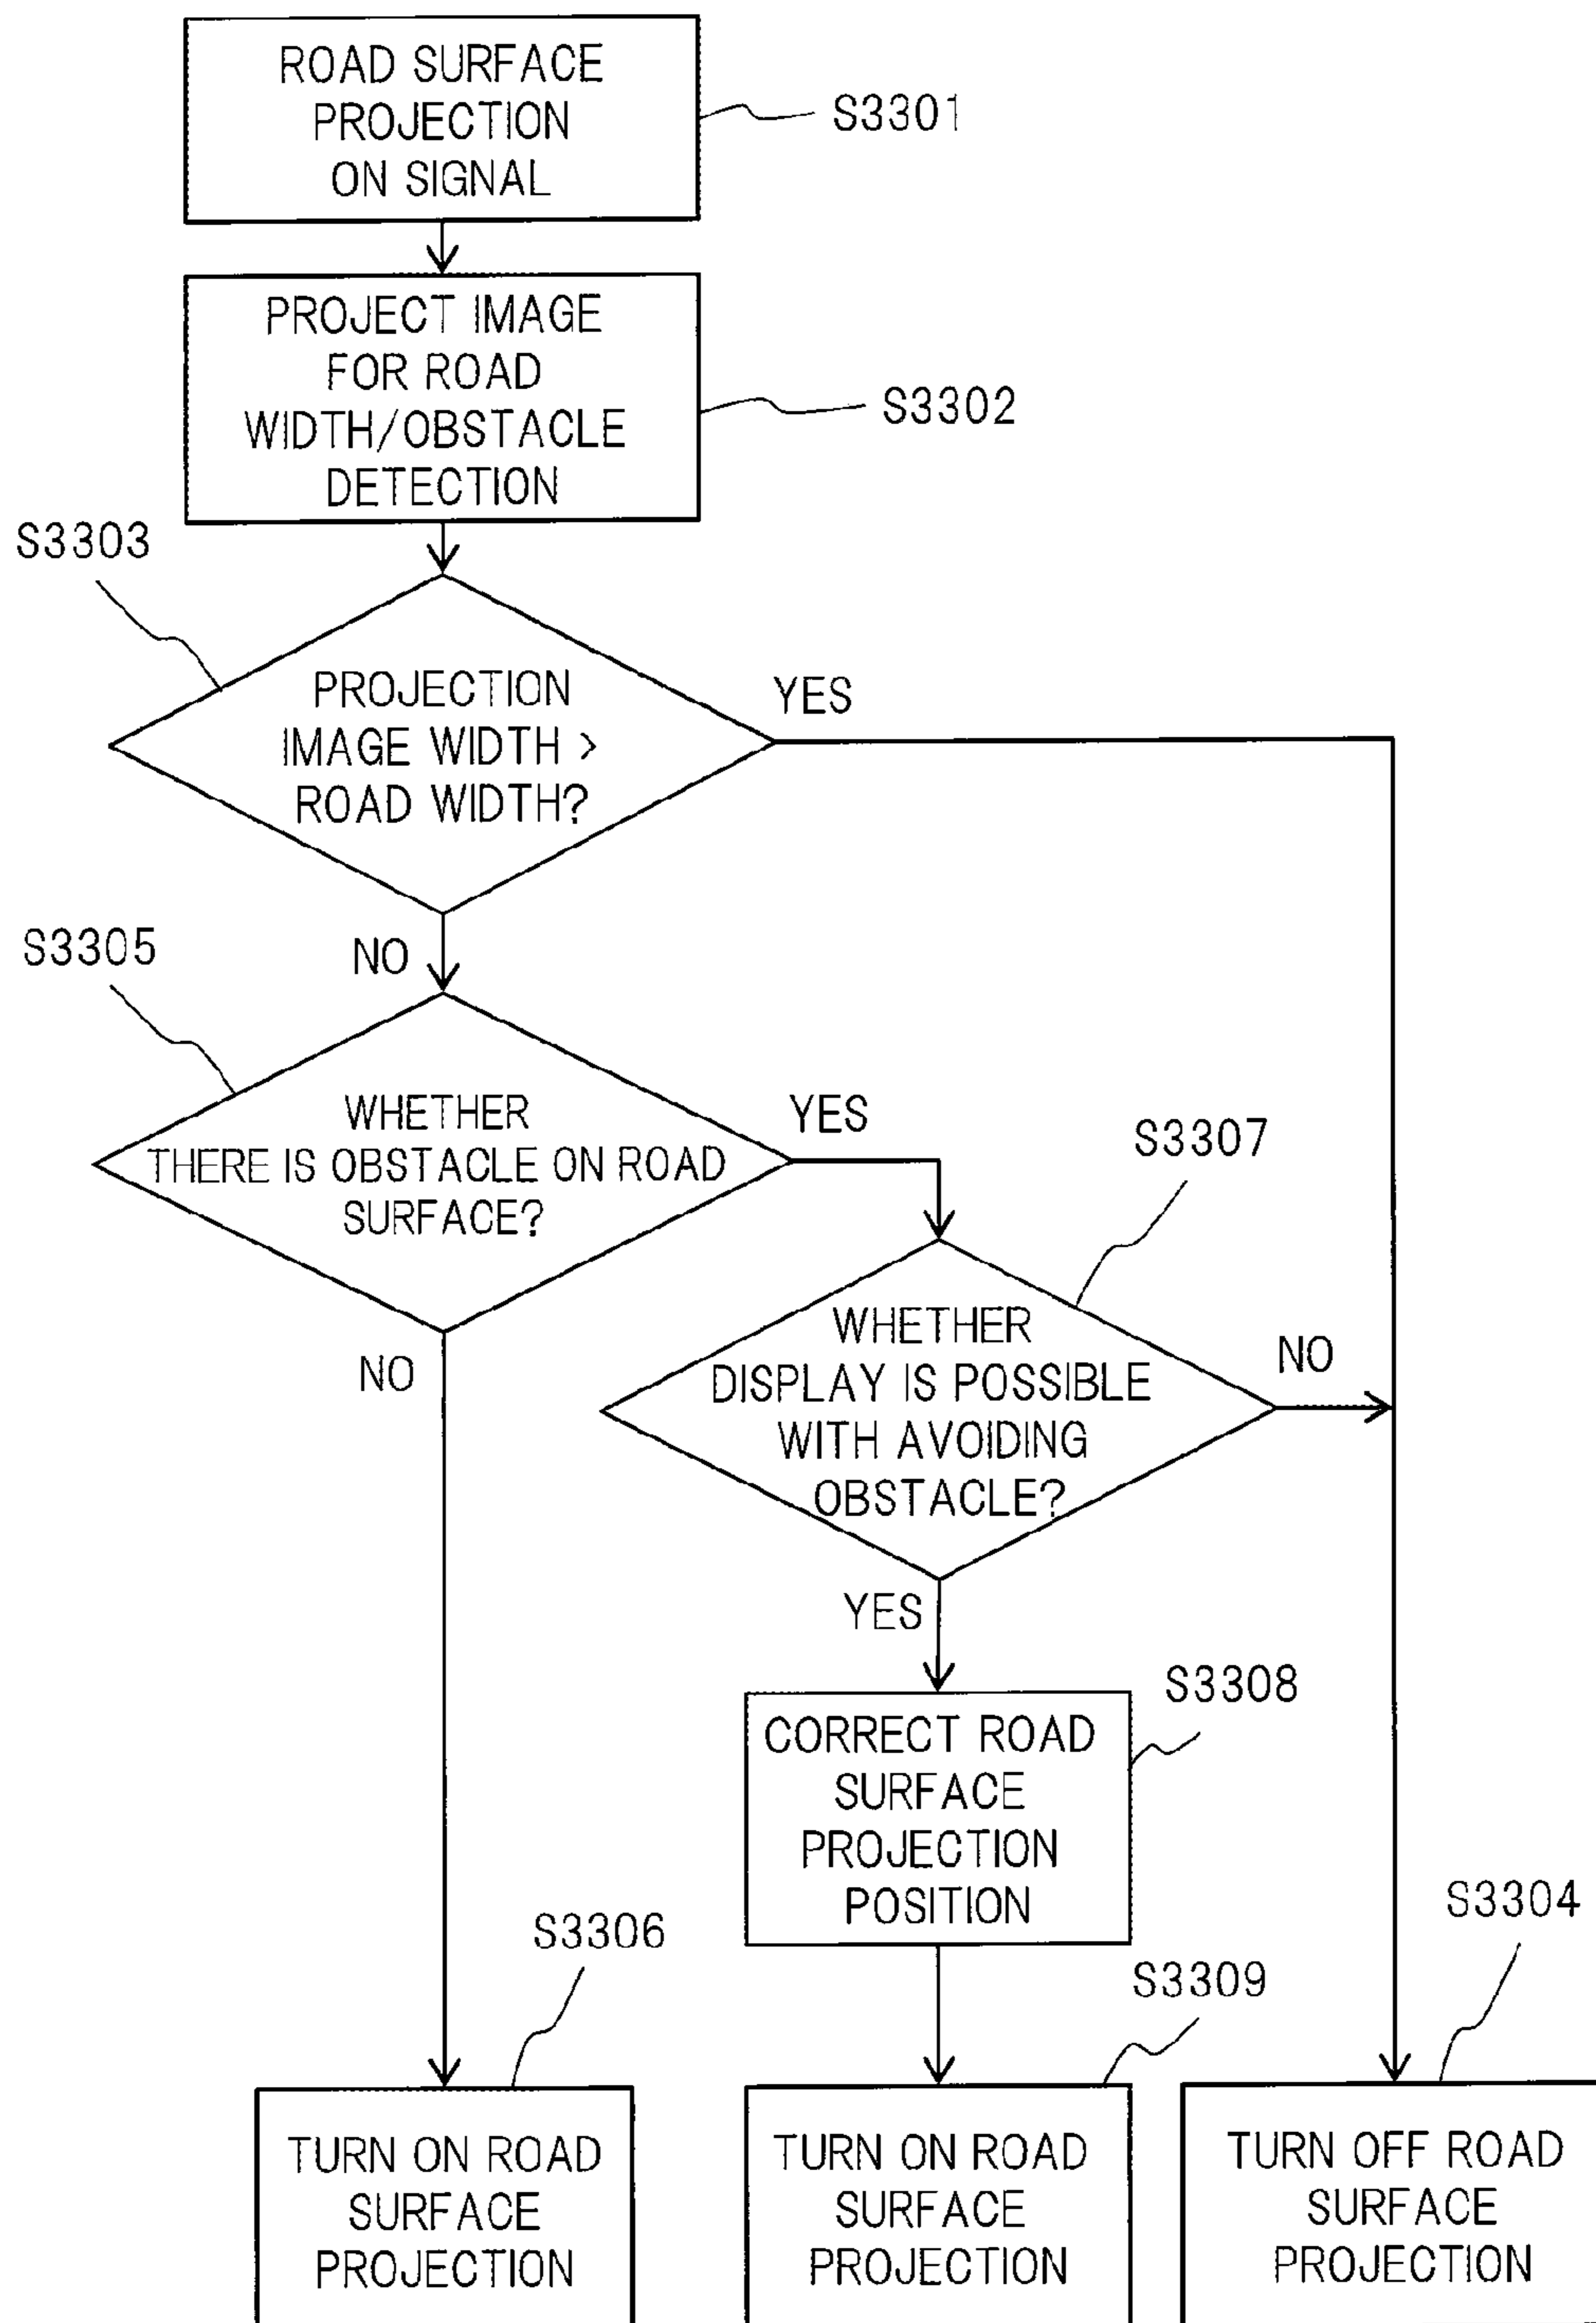 ROAD SURFACE
PROJECTION
ON SIGNAL
S3301
PROJECT IMAGE
FOR ROAD
WIDTH/OBSTACLE
DETECTION
S3302
S3303
PROJECTION
IMAGE WIDTH >
ROAD WIDTH?
YES
NO
S3305
WHETHER
THERE IS OBSTACLE ON ROAD
SURFACE?
YES
NO
S3307
WHETHER
DISPLAY IS POSSIBLE
WITH AVOIDING
OBSTACLE?
NO
YES
S3308
CORRECT ROAD
SURFACE
PROJECTION
POSITION
S3306
TURN ON ROAD
SURFACE
PROJECTION
S3309
TURN ON ROAD
SURFACE
PROJECTION
S3304
TURN OFF ROAD
SURFACE
PROJECTION